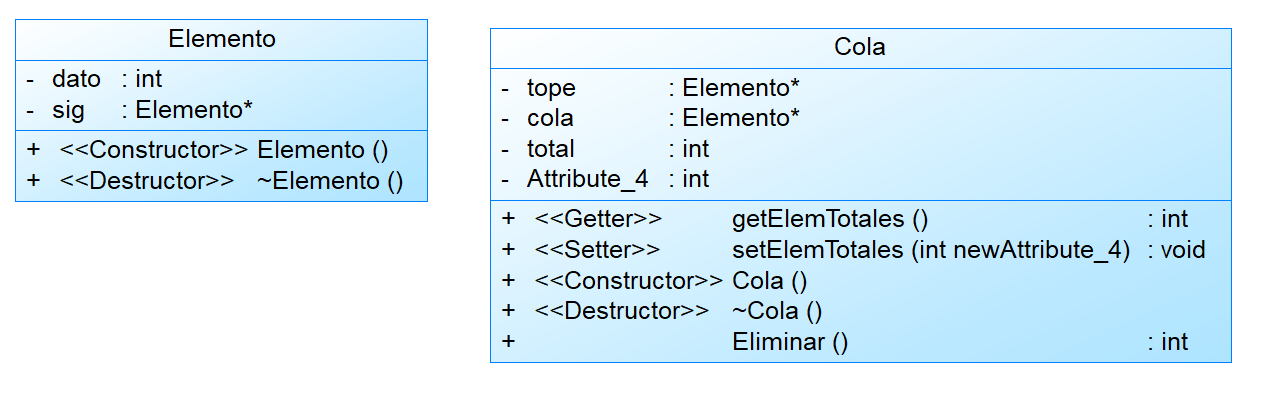 Elemento
- dato : int
- sig : Elemento*
+ <<Constructor>> Elemento ()
+ <<Destructor>> ~Elemento ()
Cola
- tope : Elemento*
- cola : Elemento*
- total : int
- Attribute_4 : int
+ <<Getter>> getElemTotales () : int
+ <<Setter>> setElemTotales (int newAttribute_4) : void
+ <<Constructor>> Cola ()
+ <<Destructor>> ~Cola ()
+ Eliminar () : int